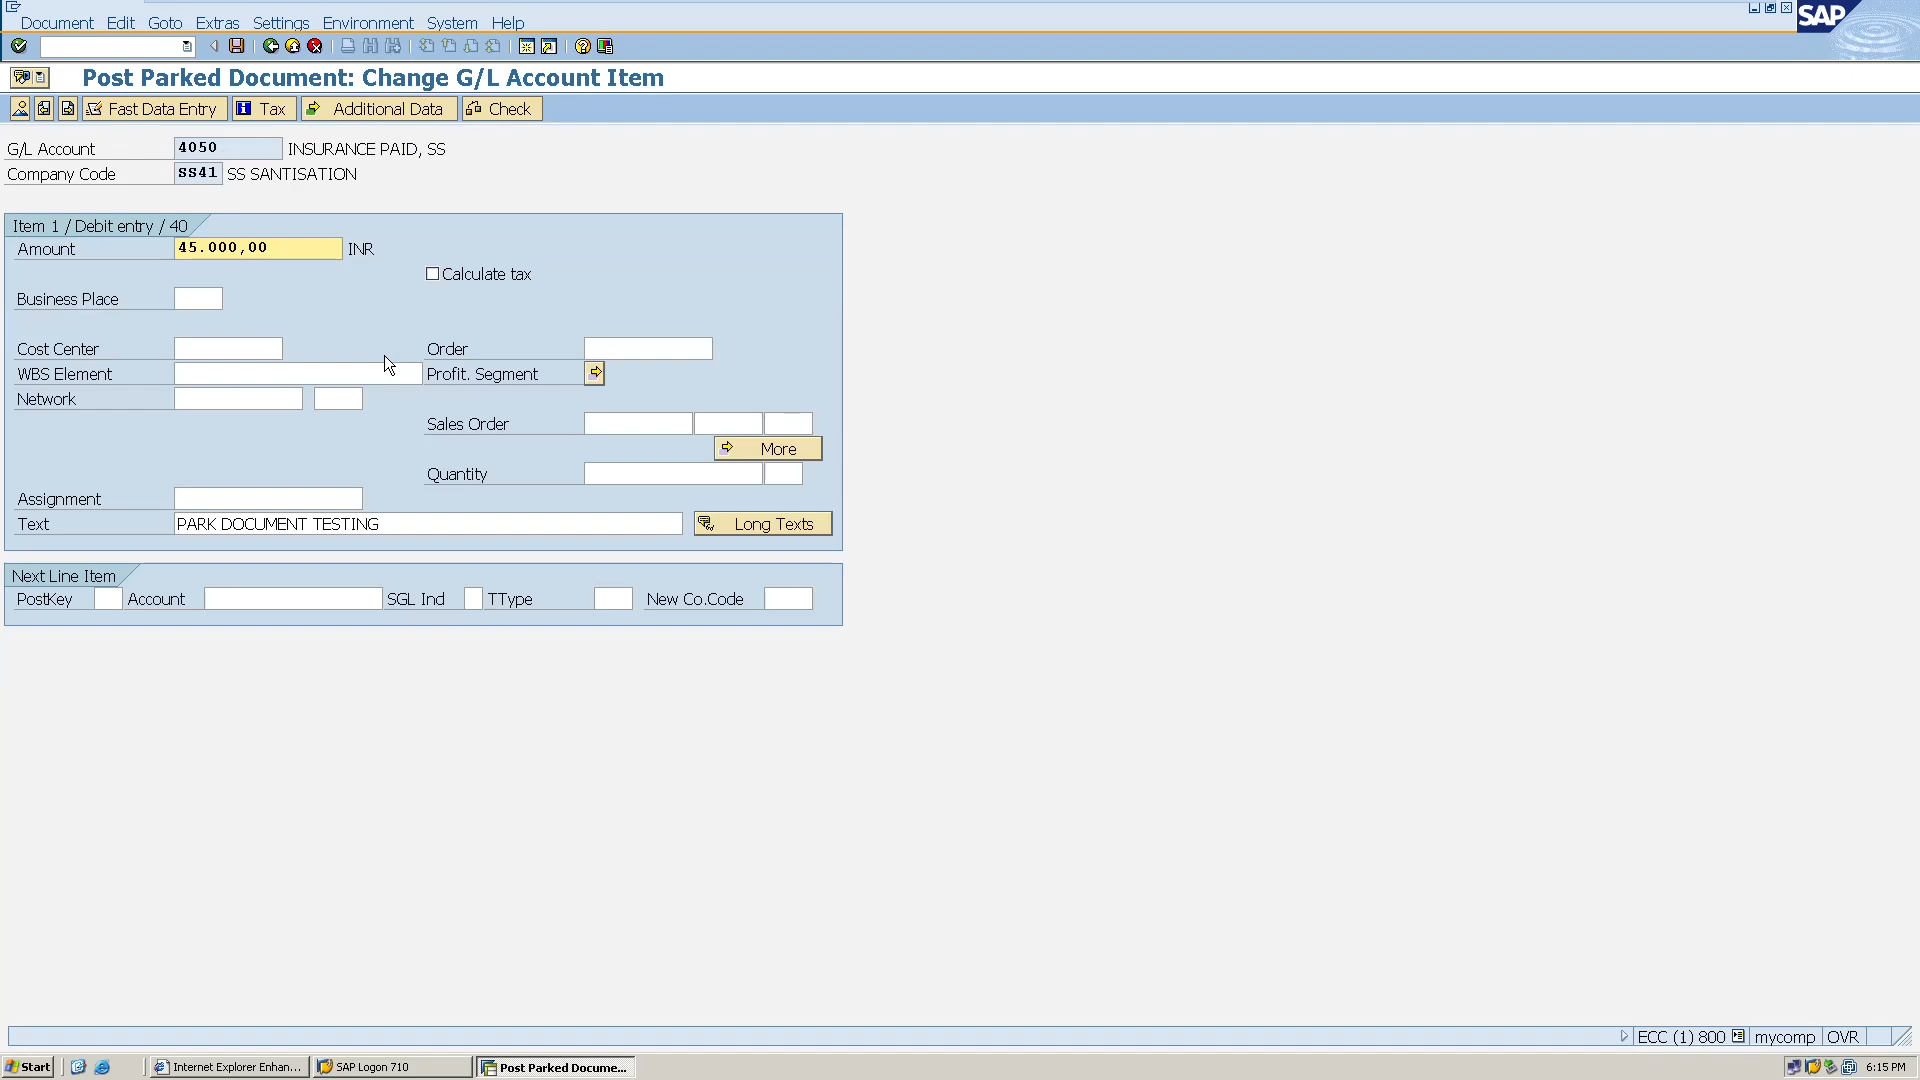 Document Edit Goto Extras Settings Environment System Help
SAP
Post Parked Document: Change G/L Account Item
Fast Data Entry Tax Additional Data Check
G/L Account 4050 INSURANCE PAID, SS
Company Code SS41 SS SANTISATION
Item 1 / Debit entry / 40
Amount 45.000,00 INR
Calculate tax
Business Place
Cost Center Order
WBS Element Profit. Segment
Network
Sales Order
More
Quantity
Assignment
Text PARK DOCUMENT TESTING Long Texts
Next Line Item
PostKey Account SGL Ind TType New Co.Code
ECC (1) 800 mycomp OVR
Start Internet Explorer Enhan... SAP Logon 710 Post Parked Docume... 6:15 PM